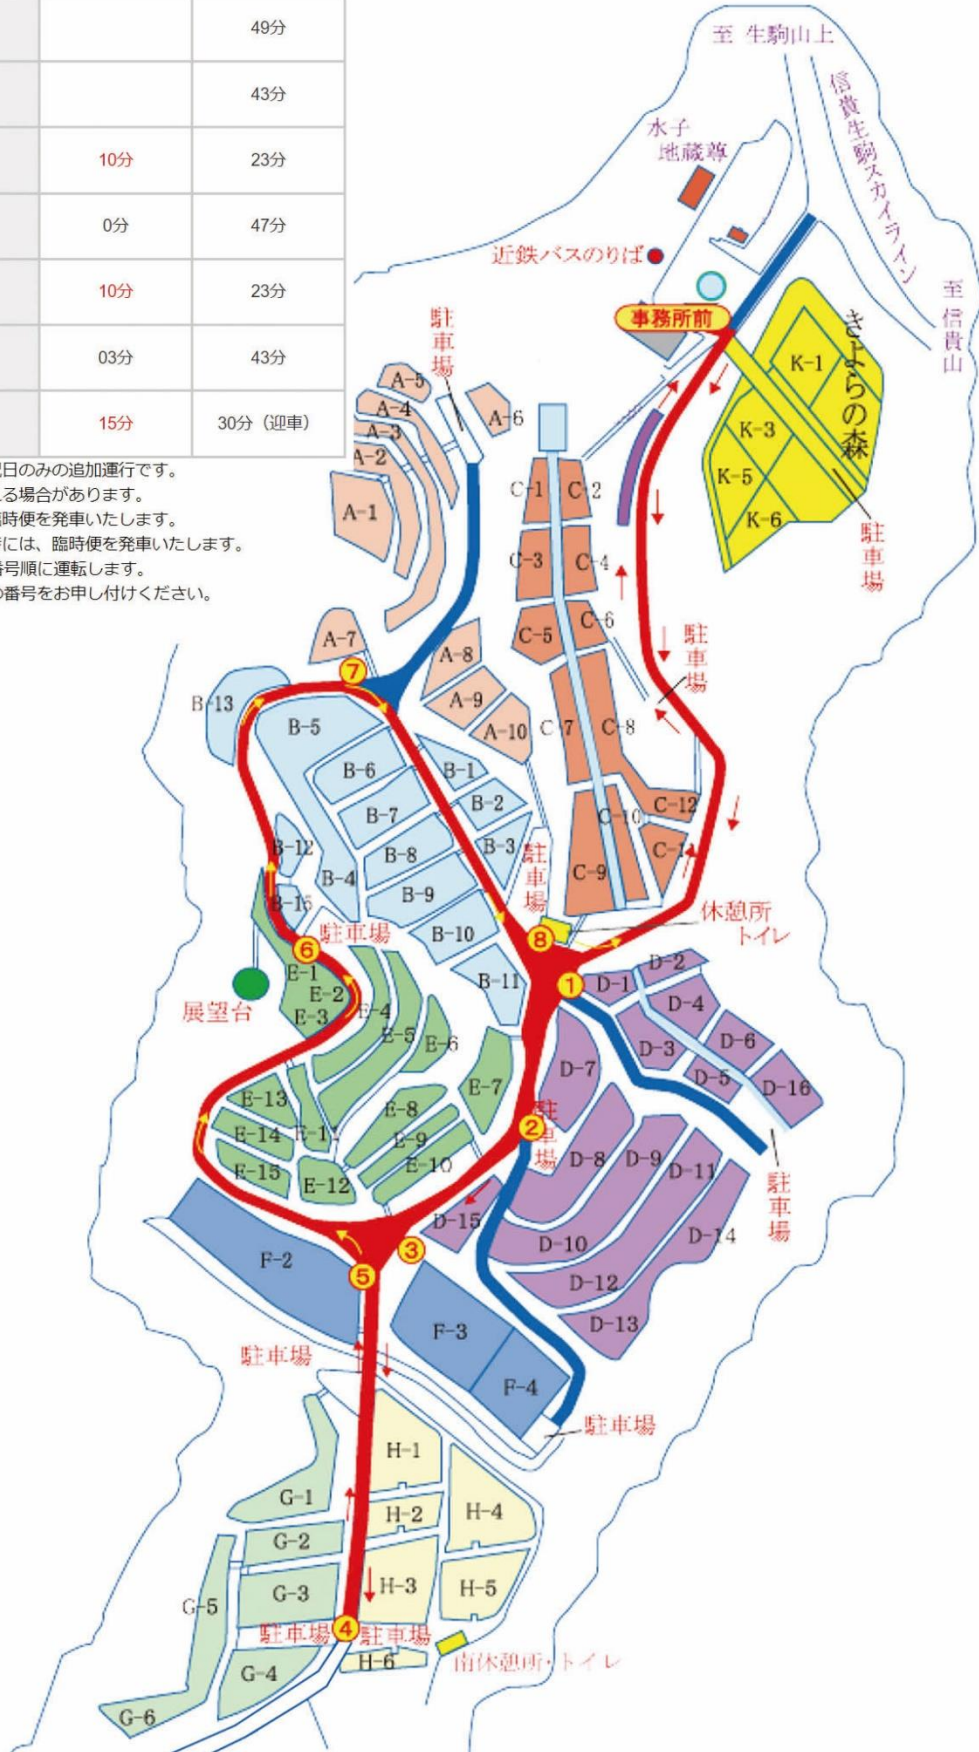 49分
43分
10分 23分
0分 47分
10分 23分
03分 43分
15分 30分（迎車）
日のみの追加運行です。
る場合があります。
時便を発車いたします。
には、臨時便を発車いたします。
番号順に運転します。
の番号をお申し付けください。
至 生駒山上
信貴生駒スカイライン
至 信貴山
水子
地蔵尊
近鉄バスのりば
事務所前
きよらの森
K-1
K-3
K-5
K-6
駐車場
駐車場
A-5
A-4
A-3
A-2
A-1
A-6
C-1
C-2
C-3
C-4
C-5
C-6
C-7
C-8
C-9
C-10
C-12
駐車場
A-7
⑦
A-8
A-9
A-10
B-13
B-5
B-6
B-7
B-8
B-9
B-10
B-11
B-1
B-2
B-3
B-12
B-4
B-15
駐車場
駐車場
⑥
⑧
①
休憩所
トイレ
展望台
E-1
E-2
E-3
E-4
E-5
E-6
E-7
E-8
E-9
E-10
E-12
E-13
E-14
E-15
D-1
D-2
D-3
D-4
D-5
D-6
D-16
D-7
②
駐車場
D-8
D-9
D-11
D-10
D-12
D-13
D-14
D-15
駐車場
③
⑤
F-2
F-3
F-4
駐車場
駐車場
G-1
G-2
G-3
G-4
G-5
G-6
H-1
H-2
H-3
H-4
H-5
H-6
駐車場
④
駐車場
南休憩所・トイレ